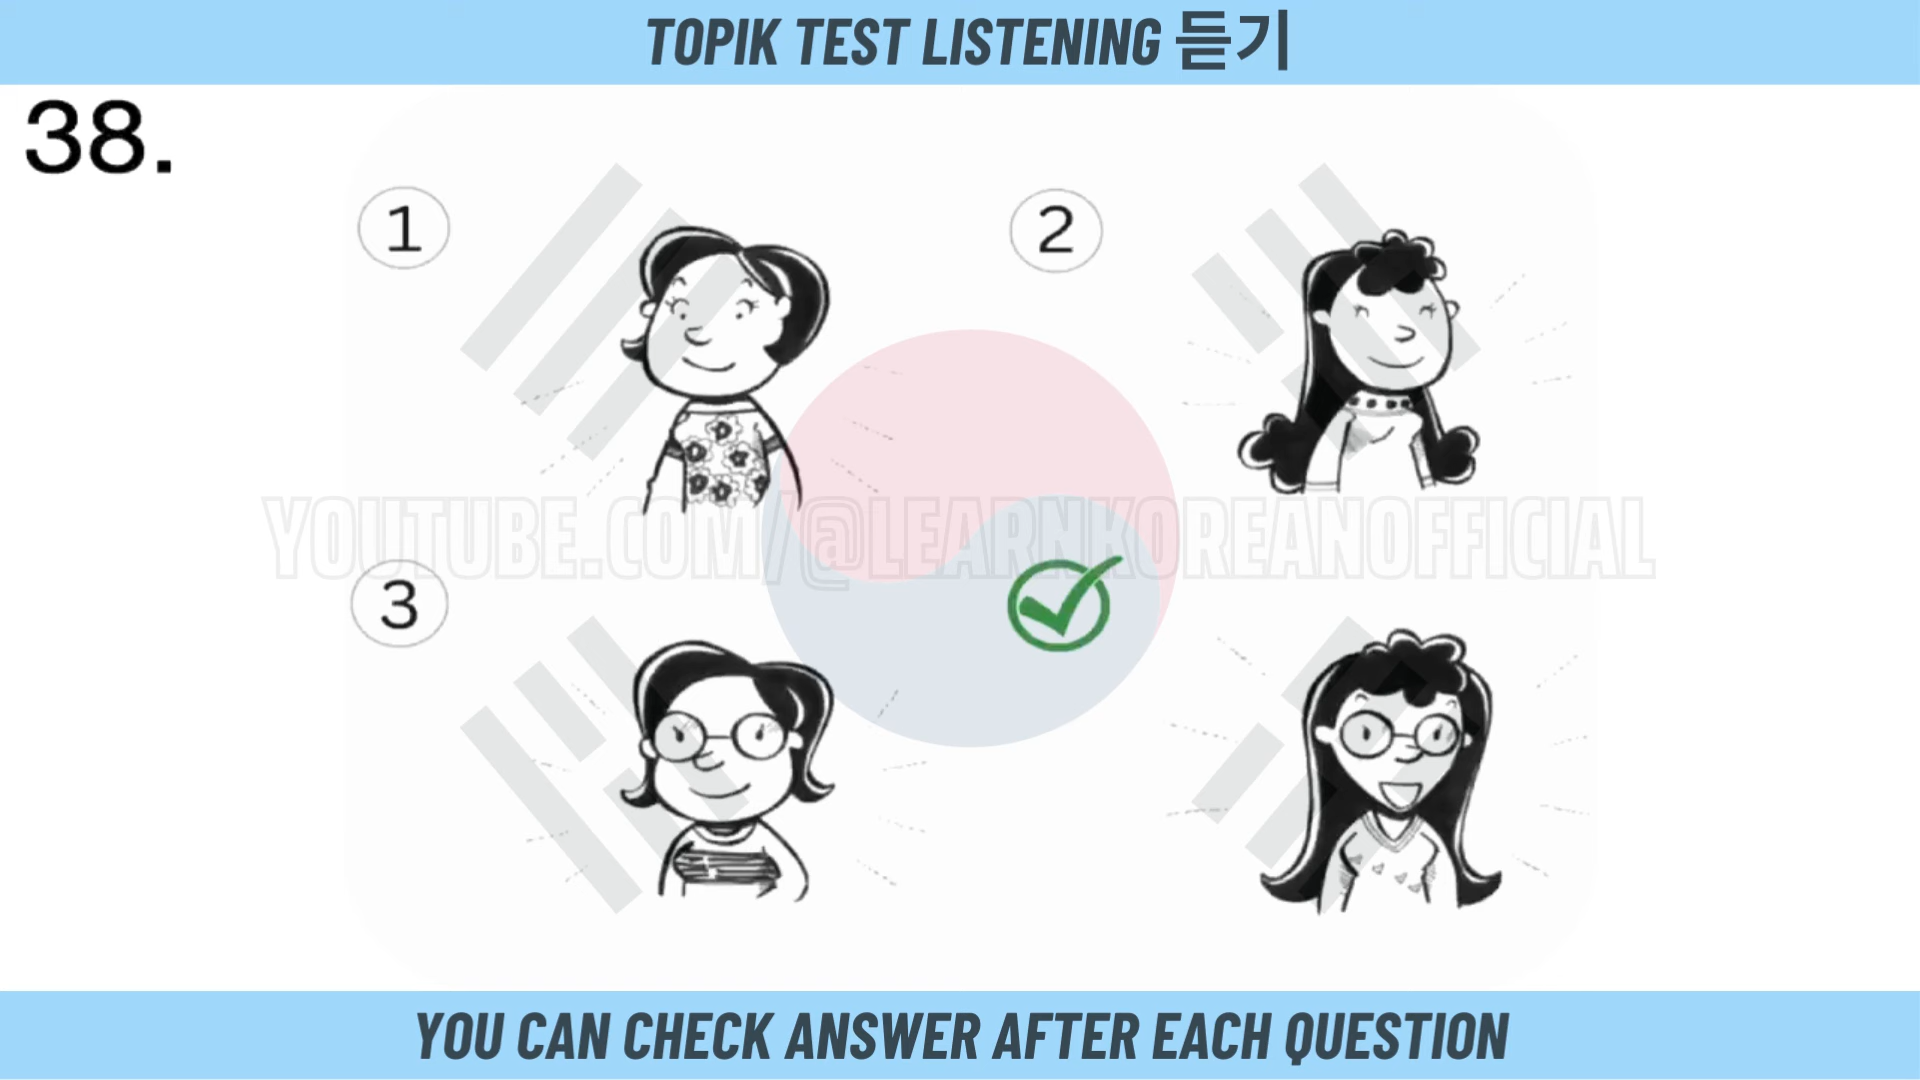 TOPIK TEST LISTENING 듣기
38.
1
2
YOUTUBE.COM/@LEARNKOREANOFFICIAL
3
YOU CAN CHECK ANSWER AFTER EACH QUESTION